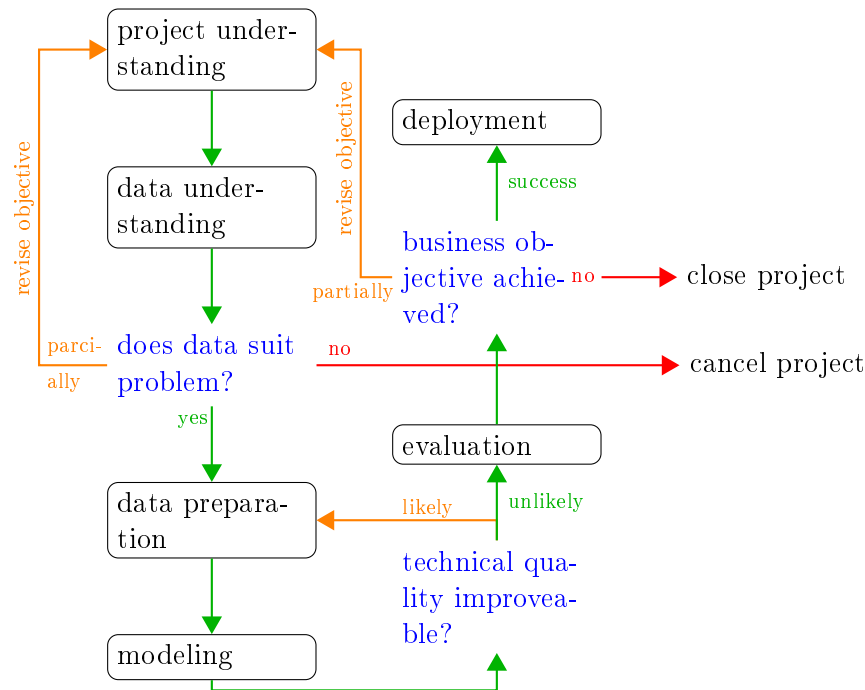 project under-
standing
revise objective
data under-
standing
parci-
ally
does data suit
problem?
no
cancel project
yes
data prepara-
tion
modeling
technical qua-
lity improvea-
ble?
likely
unlikely
evaluation
business ob-
jective achie-
ved?
partially
revise objective
no
close project
success
deployment